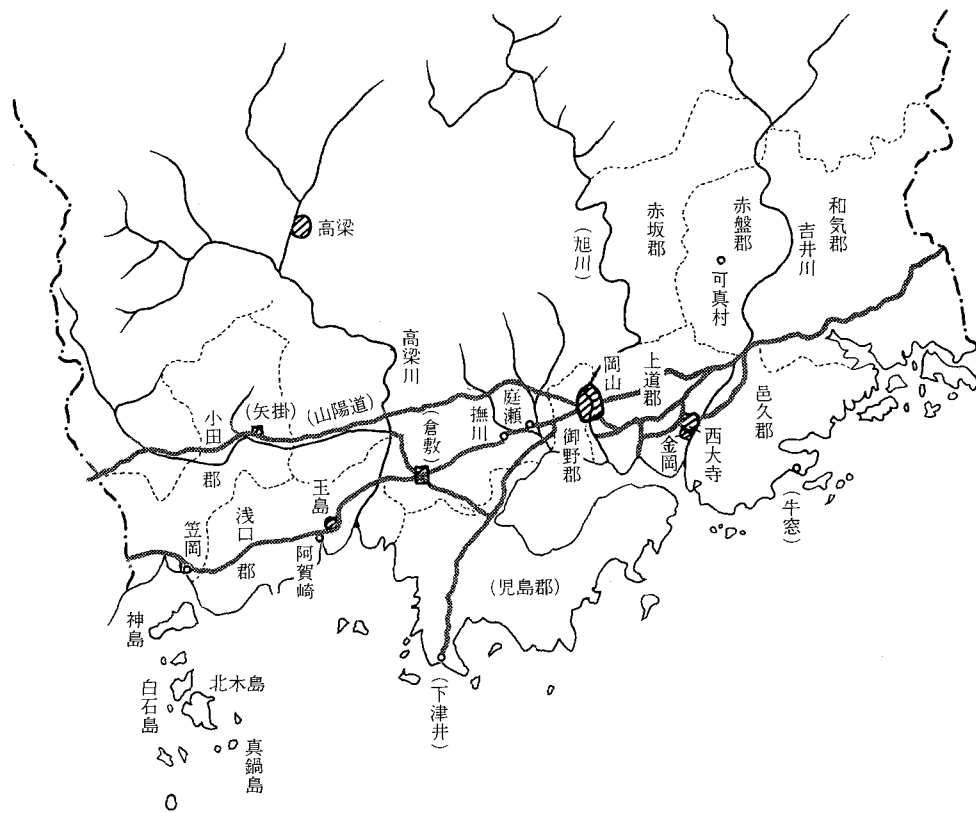 高梁
赤坂郡
赤盤郡
和気郡
吉井川
(旭川)
可真村
高梁川
岡山
上道郡
邑久郡
小田郡
(矢掛)
(山陽道)
(倉敷)
撫川
庭瀬
御野郡
金岡
西大寺
(牛窓)
玉島
阿賀崎
浅口郡
笠岡
(児島郡)
神島
(下津井)
白石島
北木島
真鍋島